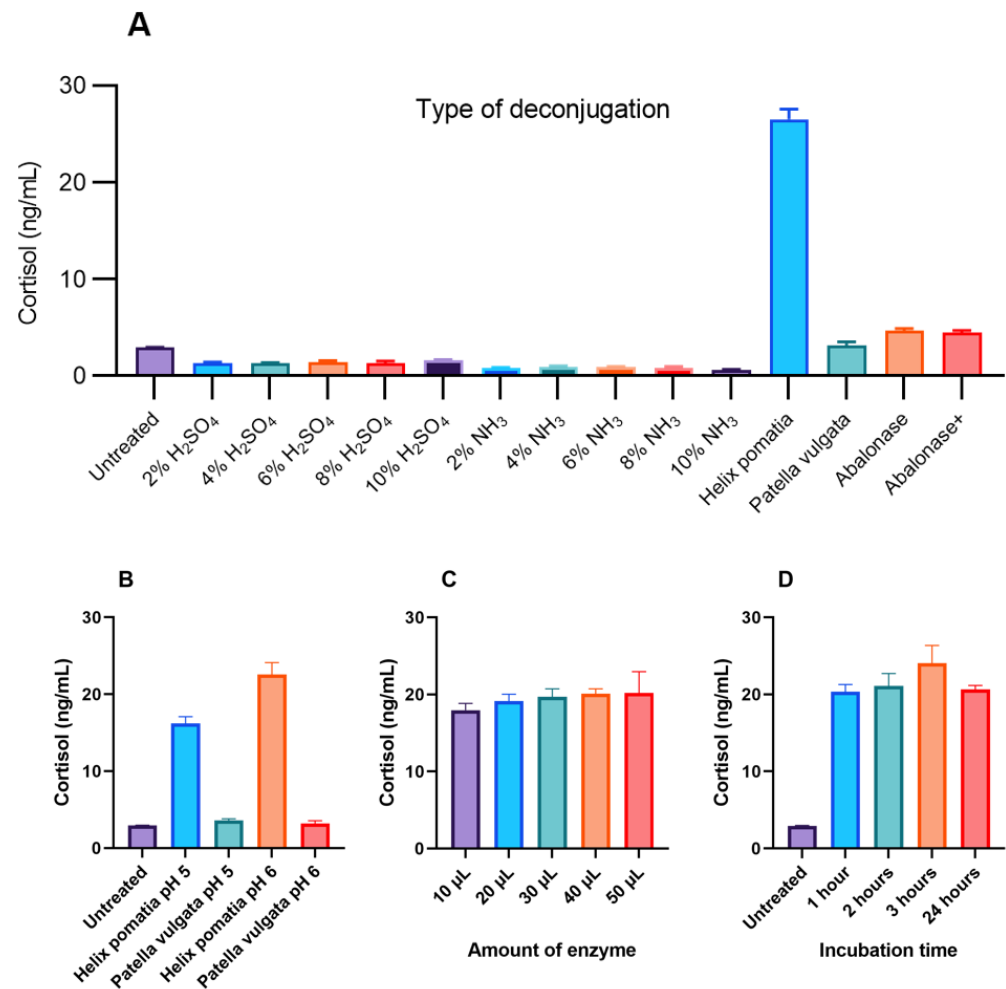 A
Type of deconjugation
Cortisol (ng/mL)
30
20
10
0
Untreated
2% H₂SO₄
4% H₂SO₄
6% H₂SO₄
8% H₂SO₄
10% H₂SO₄
2% NH₃
4% NH₃
6% NH₃
8% NH₃
10% NH₃
Helix pomatia
Patella vulgata
Abalonase
Abalonase+
B
Cortisol (ng/mL)
30
20
10
0
Untreated
Helix pomatia pH 5
Patella vulgata pH 5
Helix pomatia pH 6
Patella vulgata pH 6
C
Cortisol (ng/mL)
30
20
10
0
10 µL
20 µL
30 µL
40 µL
50 µL
Amount of enzyme
D
Cortisol (ng/mL)
30
20
10
0
Untreated
1 hour
2 hours
3 hours
24 hours
Incubation time